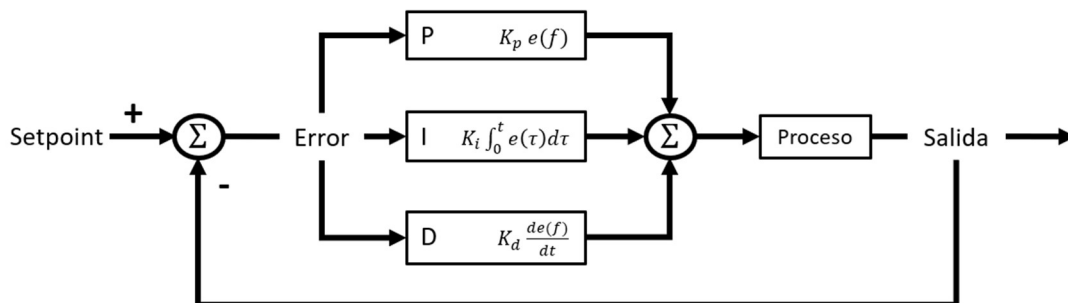 P K_p e(f)
+
Setpoint Σ Error I K_i ∫_0^t e(τ)dτ Σ Proceso Salida
-
D K_d de(f)/dt